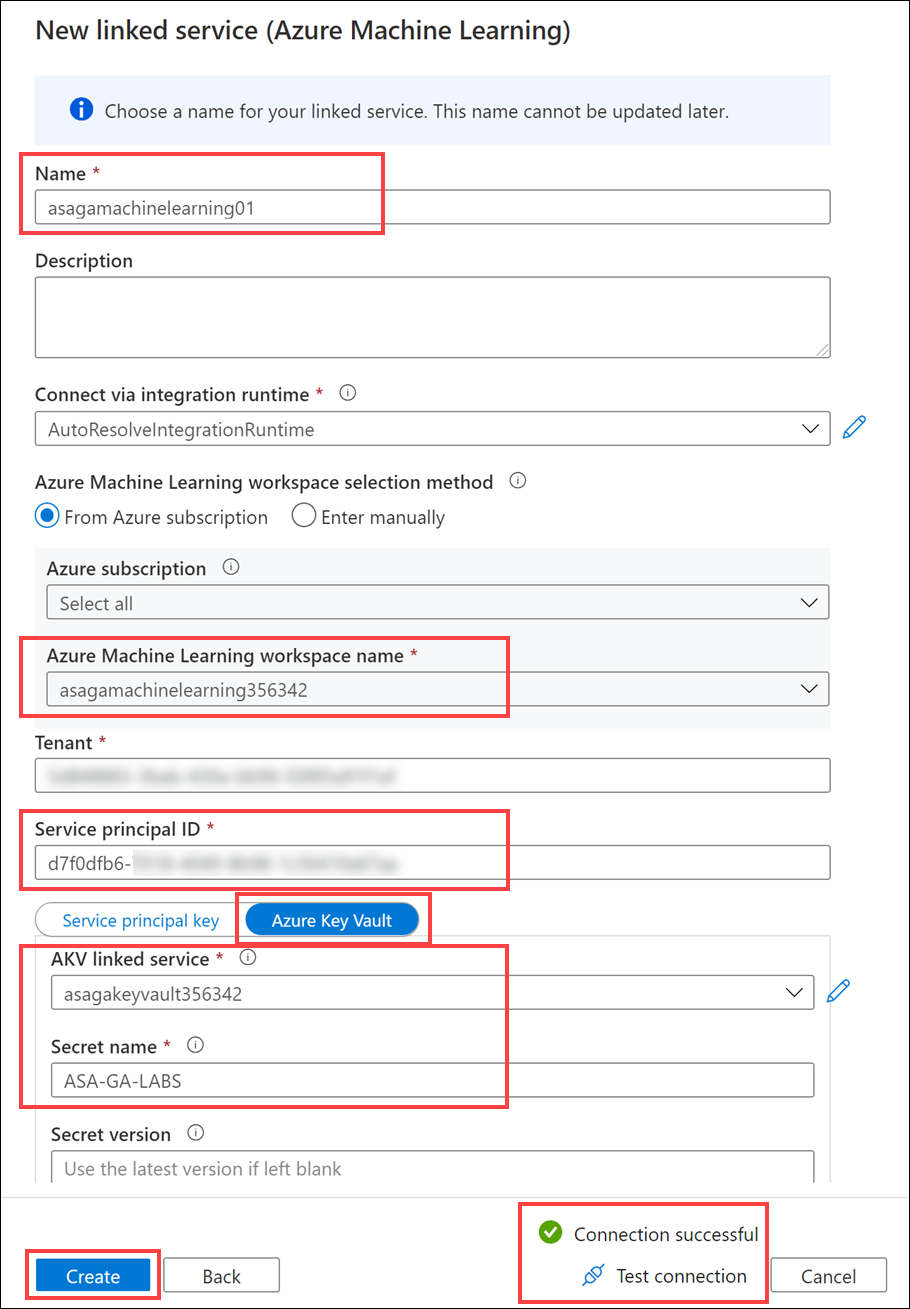 New linked service (Azure Machine Learning)
Choose a name for your linked service. This name cannot be updated later.
Name *
asagamachinelearning01
Description
Connect via integration runtime *
AutoResolveIntegrationRuntime
Azure Machine Learning workspace selection method
From Azure subscription Enter manually
Azure subscription
Select all
Azure Machine Learning workspace name *
asagamachinelearning356342
Tenant *
Service principal ID *
d7f0dfb6-
Service principal key Azure Key Vault
AKV linked service *
asagakeyvault356342
Secret name *
ASA-GA-LABS
Secret version
Use the latest version if left blank
Connection successful
Create Back Test connection Cancel